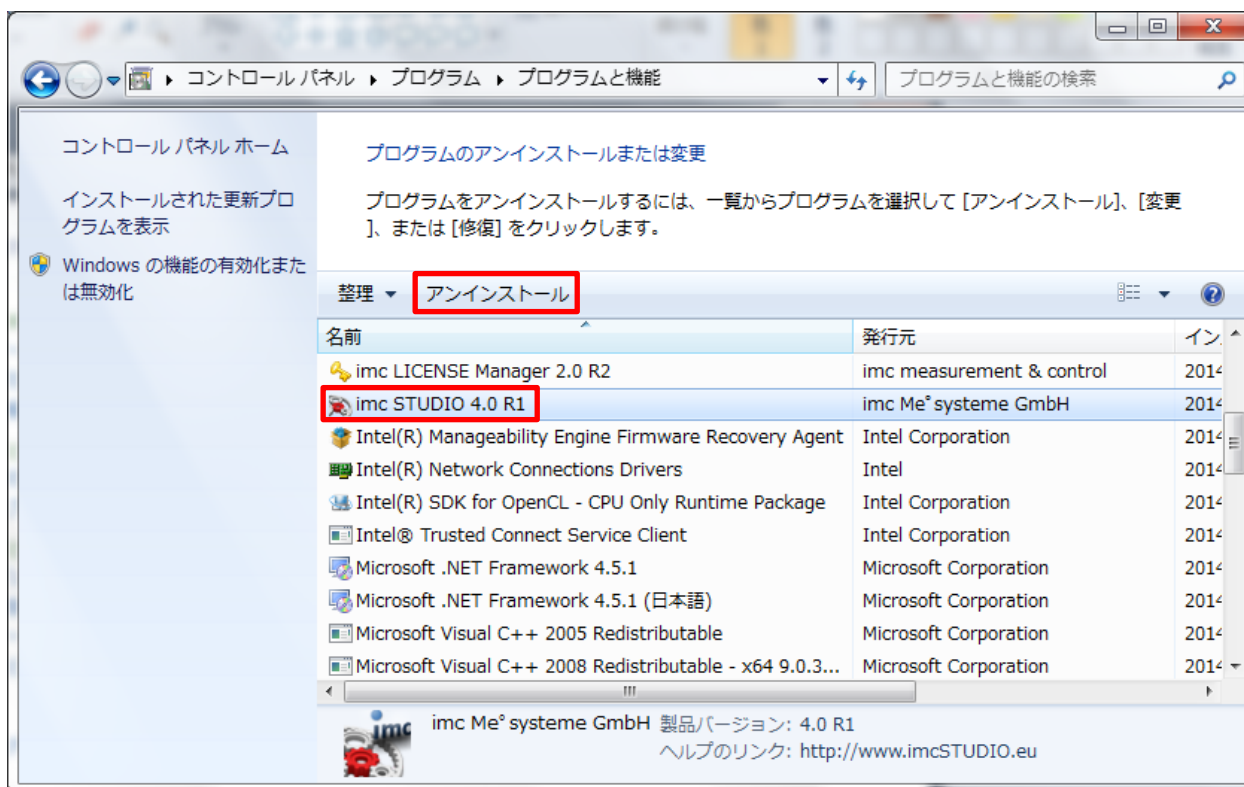 コントロール パネル ▸ プログラム ▸ プログラムと機能
プログラムと機能の検索
コントロール パネル ホーム
インストールされた更新プロ
グラムを表示
Windows の機能の有効化また
は無効化
プログラムのアンインストールまたは変更
プログラムをアンインストールするには、一覧からプログラムを選択して [アンインストール]、[変更
]、または [修復] をクリックします。
整理 アンインストール
名前 発行元 イン
imc LICENSE Manager 2.0 R2 imc measurement & control 2014
imc STUDIO 4.0 R1 imc Me°systeme GmbH 2014
Intel(R) Manageability Engine Firmware Recovery Agent Intel Corporation 2014
Intel(R) Network Connections Drivers Intel 2014
Intel(R) SDK for OpenCL - CPU Only Runtime Package Intel Corporation 2014
Intel® Trusted Connect Service Client Intel Corporation 2014
Microsoft .NET Framework 4.5.1 Microsoft Corporation 2014
Microsoft .NET Framework 4.5.1 (日本語) Microsoft Corporation 2014
Microsoft Visual C++ 2005 Redistributable Microsoft Corporation 2014
Microsoft Visual C++ 2008 Redistributable - x64 9.0.3... Microsoft Corporation 2014
imc
imc Me°systeme GmbH 製品バージョン: 4.0 R1
ヘルプのリンク: http://www.imcSTUDIO.eu